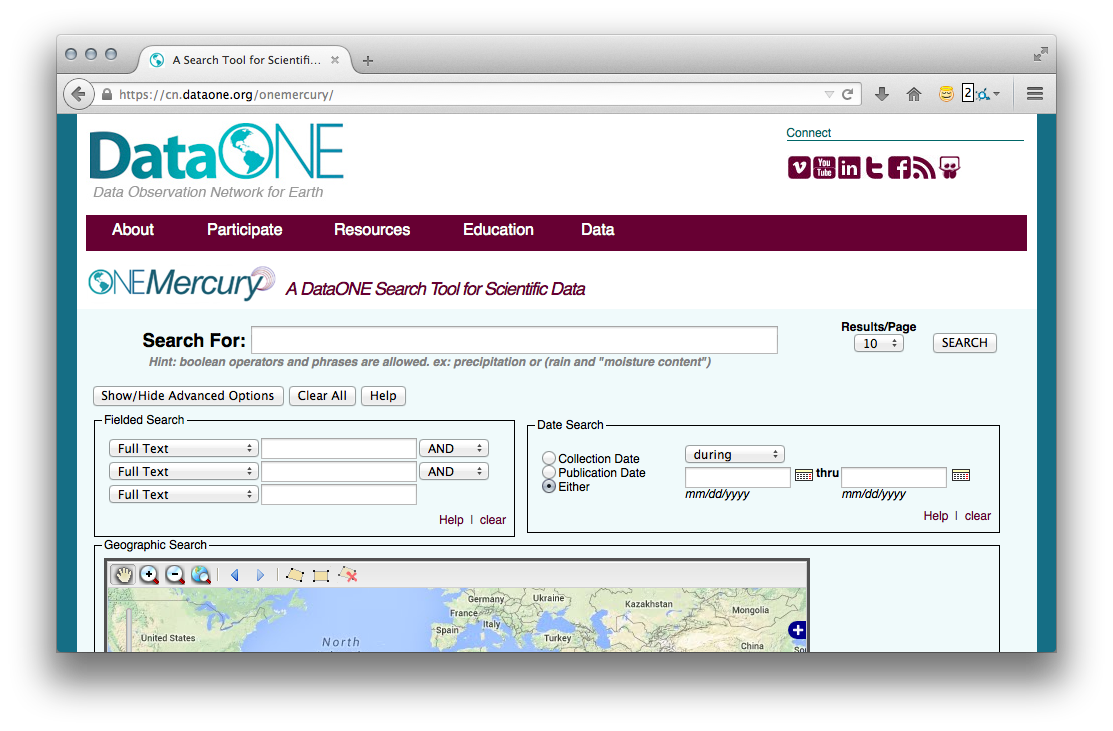 A Search Tool for Scientifi...
https://cn.dataone.org/onemercury/
2
DataONE
Data Observation Network for Earth
Connect
You Tube in
About Participate Resources Education Data
ONEMercury A DataONE Search Tool for Scientific Data
Search For:
Results/Page
10
SEARCH
Hint: boolean operators and phrases are allowed. ex: precipitation or (rain and "moisture content")
Show/Hide Advanced Options Clear All Help
Fielded Search
Full Text AND
Full Text AND
Full Text
Help | clear
Date Search
Collection Date
Publication Date
Either
during
thru
mm/dd/yyyy mm/dd/yyyy
Help | clear
Geographic Search
Germany Ukraine
France Kazakhstan Mongolia
Spain Italy
United States North Turkey
China